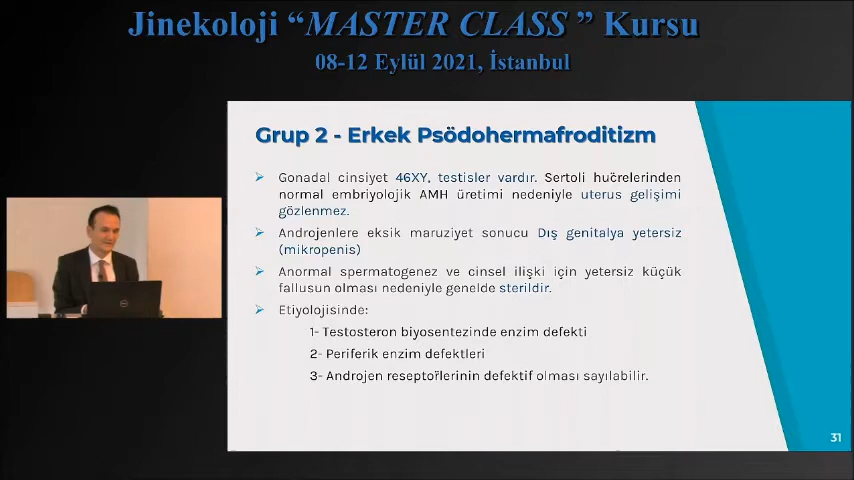 Jinekoloji “MASTER CLASS ” Kursu
08-12 Eylül 2021, İstanbul
Grup 2 - Erkek Psödohermafroditizm
Gonadal cinsiyet 46XY, testisler vardır. Sertoli hücrelerinden
normal embriyolojik AMH üretimi nedeniyle uterus gelişimi
gözlenmez.
Androjenlere eksik maruziyet sonucu Dış genitalya yetersiz
(mikropenis)
Anormal spermatogenez ve cinsel ilişki için yetersiz küçük
fallusun olması nedeniyle genelde sterildir.
Etiyolojisinde:
1- Testosteron biyosentezinde enzim defekti
2- Periferik enzim defektleri
3- Androjen reseptörlerinin defektif olması sayılabilir.
31